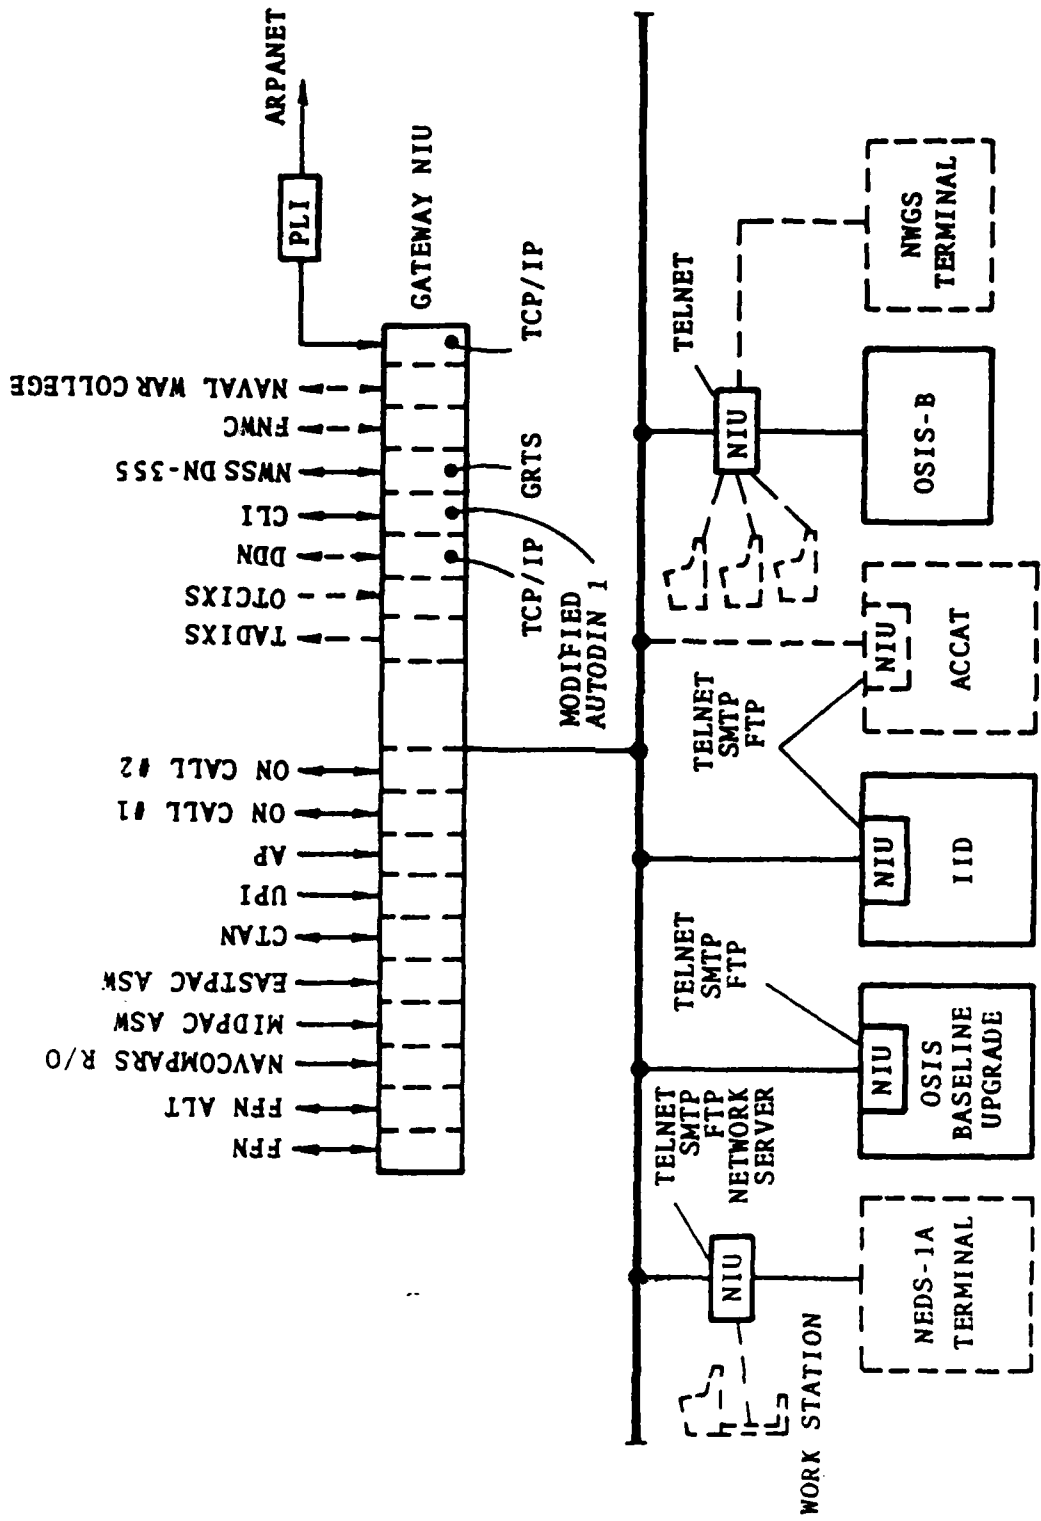 FFN
FFN ALT
NAVCOMPARS R/O
MIDPAC ASW
EASTPAC ASW
CTAN
UPI
AP
ON CALL #1
ON CALL #2
TADIXS
OTCIXS
DDN
CLI
NWSS DN-355
FNWC
NAVAL WAR COLLEGE
PLI
ARPANET
GATEWAY NIU
TCP/IP
MODIFIED
AUTODIN 1
GRTS
TCP/IP
TELNET
SMTP
FTP
NETWORK
SERVER
NIU
WORK STATION
NEDS-1A
TERMINAL
TELNET
SMTP
FTP
NIU
OSIS
BASELINE
UPGRADE
TELNET
SMTP
FTP
NIU
IID
NIU
ACCAT
TELNET
NIU
OSIS-B
NWGS
TERMINAL